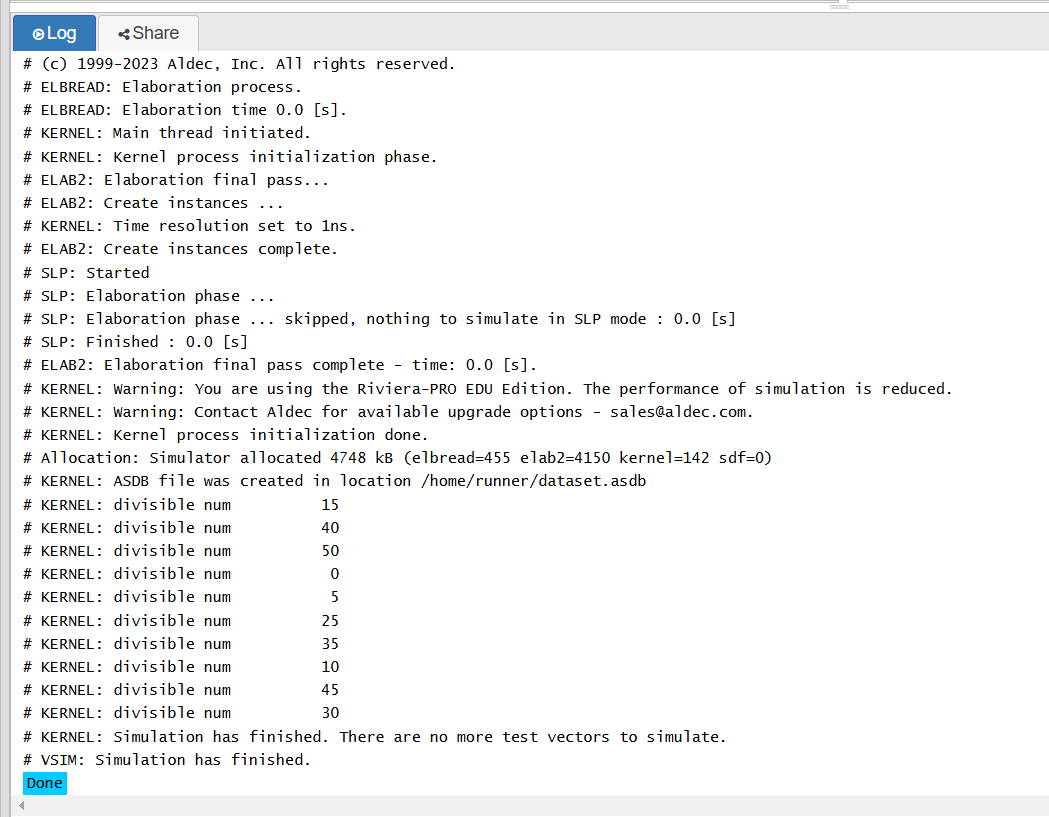 Log Share
# (c) 1999-2023 Aldec, Inc. All rights reserved.
# ELBREAD: Elaboration process.
# ELBREAD: Elaboration time 0.0 [s].
# KERNEL: Main thread initiated.
# KERNEL: Kernel process initialization phase.
# ELAB2: Elaboration final pass...
# ELAB2: Create instances ...
# KERNEL: Time resolution set to 1ns.
# ELAB2: Create instances complete.
# SLP: Started
# SLP: Elaboration phase ...
# SLP: Elaboration phase ... skipped, nothing to simulate in SLP mode : 0.0 [s]
# SLP: Finished : 0.0 [s]
# ELAB2: Elaboration final pass complete - time: 0.0 [s].
# KERNEL: Warning: You are using the Riviera-PRO EDU Edition. The performance of simulation is reduced.
# KERNEL: Warning: Contact Aldec for available upgrade options - sales@aldec.com.
# KERNEL: Kernel process initialization done.
# Allocation: Simulator allocated 4748 kB (elbread=455 elab2=4150 kernel=142 sdf=0)
# KERNEL: ASDB file was created in location /home/runner/dataset.asdb
# KERNEL: divisible num          15
# KERNEL: divisible num          40
# KERNEL: divisible num          50
# KERNEL: divisible num           0
# KERNEL: divisible num           5
# KERNEL: divisible num          25
# KERNEL: divisible num          35
# KERNEL: divisible num          10
# KERNEL: divisible num          45
# KERNEL: divisible num          30
# KERNEL: Simulation has finished. There are no more test vectors to simulate.
# VSIM: Simulation has finished.
Done